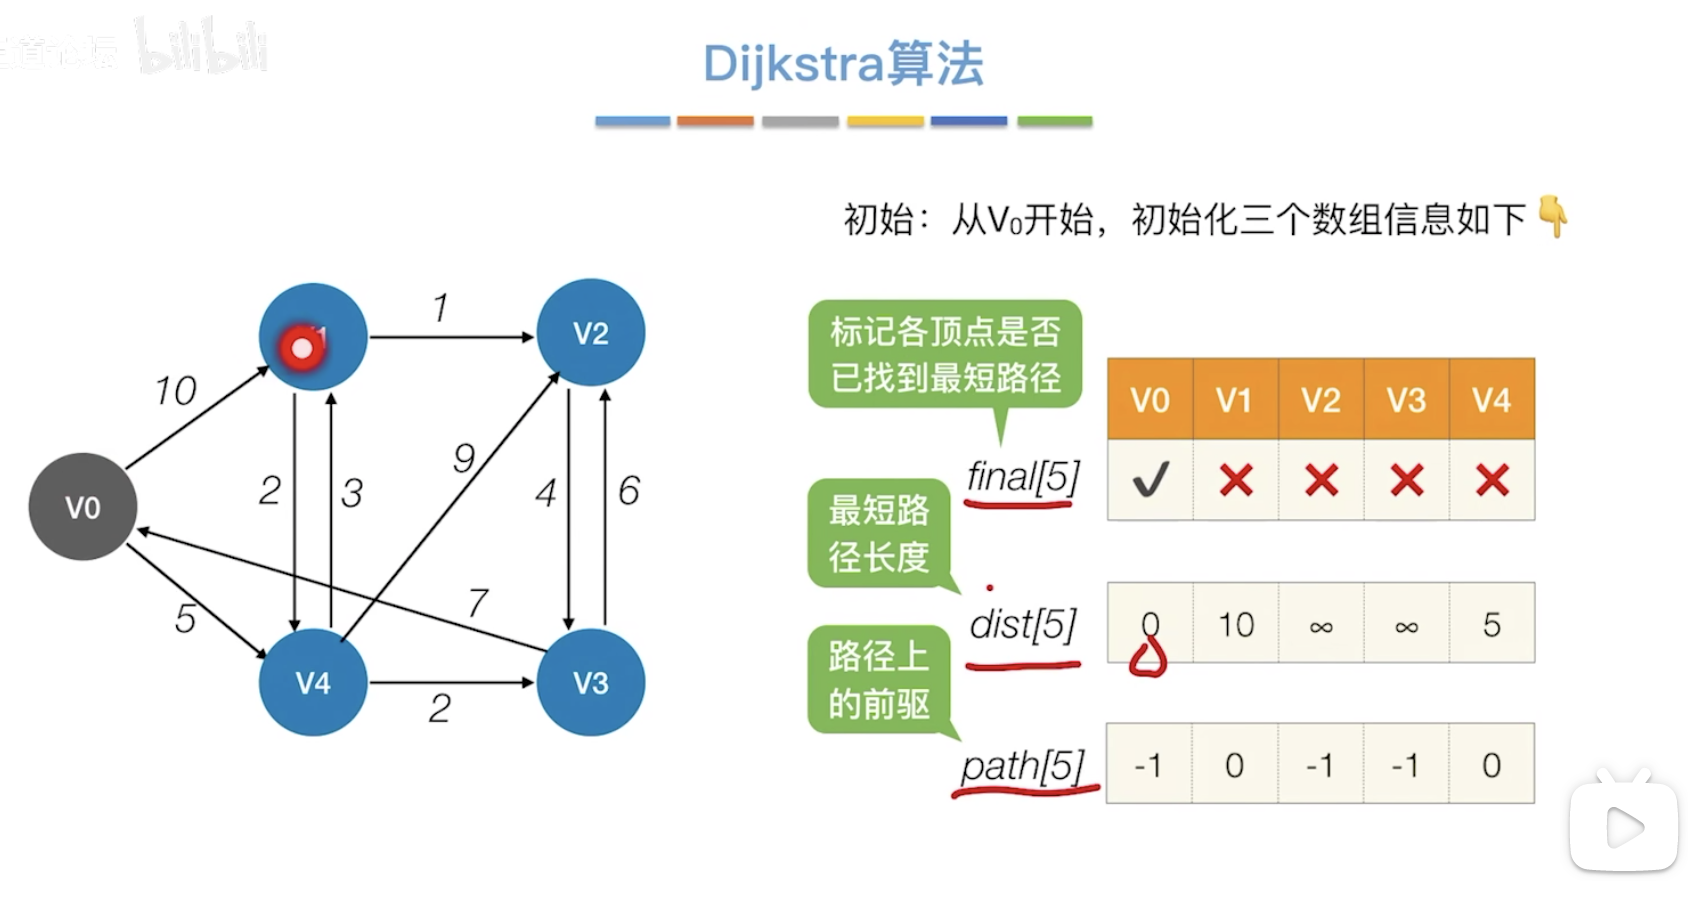 bilibili
Dijkstra算法
初始：从V₀开始，初始化三个数组信息如下👇
1
V2
10
2
3
9
4
6
V0
5
7
V4
2
V3
标记各顶点是否
已找到最短路径
V0 V1 V2 V3 V4
final[5] ✓ ✗ ✗ ✗ ✗
最短路
径长度
dist[5] 0 10 ∞ ∞ 5
路径上
的前驱
path[5] -1 0 -1 -1 0